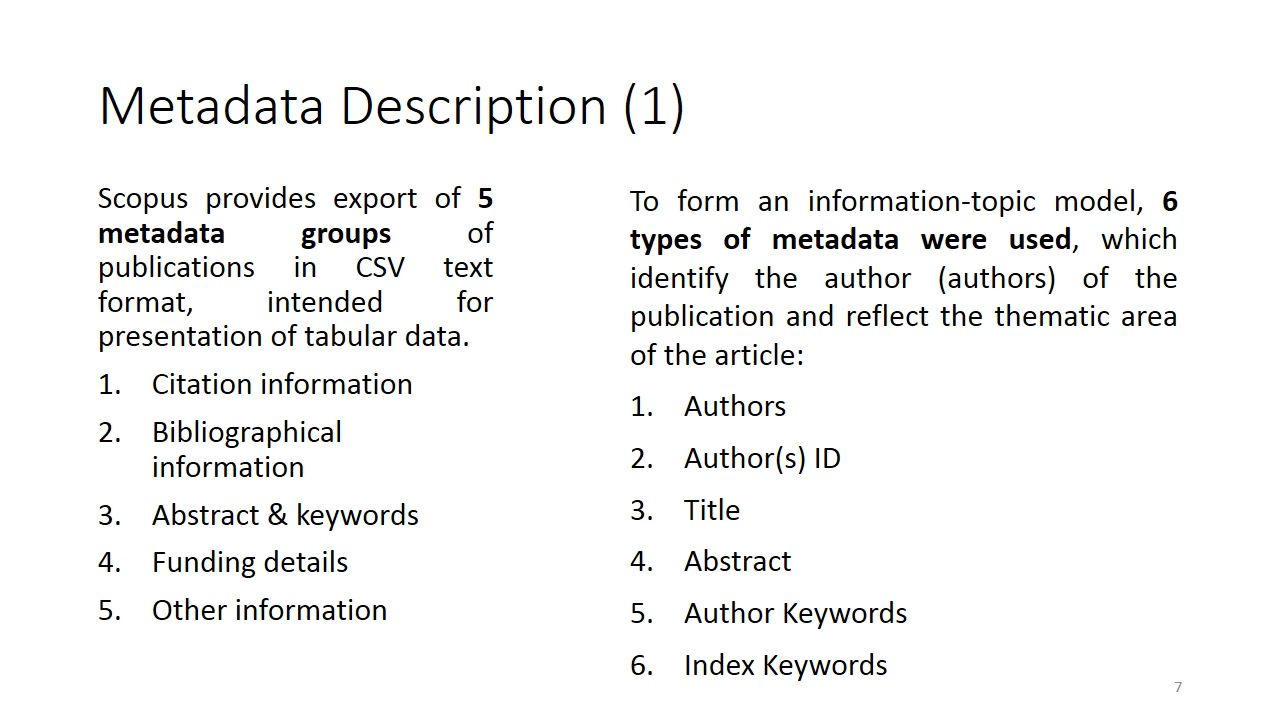 Metadata Description (1)
Scopus provides export of 5
metadata groups of
publications in CSV text
format, intended for
presentation of tabular data.
1. Citation information
2. Bibliographical
information
3. Abstract & keywords
4. Funding details
5. Other information
To form an information-topic model, 6
types of metadata were used, which
identify the author (authors) of the
publication and reflect the thematic area
of the article:
1. Authors
2. Author(s) ID
3. Title
4. Abstract
5. Author Keywords
6. Index Keywords
7